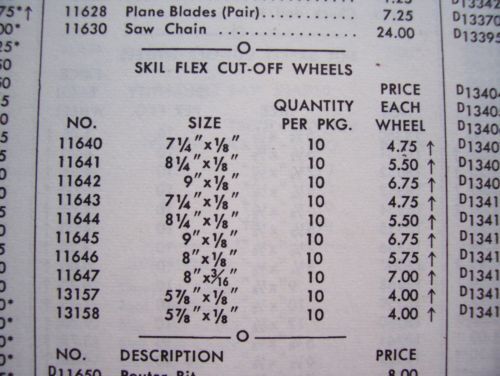 11628 Plane Blades (Pair) ............. 7.25
11630 Saw Chain ........................ 24.00
SKIL FLEX CUT-OFF WHEELS
NO. SIZE QUANTITY PER PKG. PRICE EACH WHEEL
11640 7¼"x⅛" 10 4.75 ↑
11641 8¼"x⅛" 10 5.50 ↑
11642 9"x⅛" 10 6.75 ↑
11643 7¼"x⅛" 10 4.75 ↑
11644 8¼"x⅛" 10 5.50 ↑
11645 9"x⅛" 10 6.75 ↑
11646 8"x⅛" 10 5.75 ↑
11647 8"x3/16" 10 7.00 ↑
13157 5⅞"x⅛" 10 4.00 ↑
13158 5⅞"x⅛" 10 4.00 ↑
NO. DESCRIPTION PRICE
D11650 Router Bit 8.00